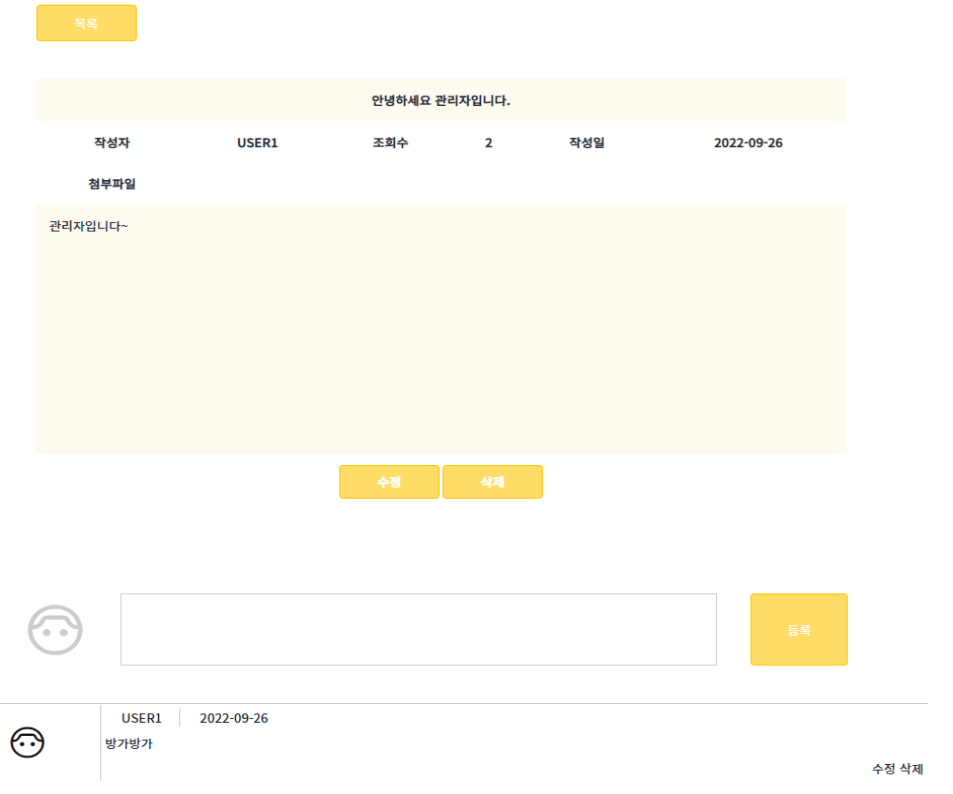 목록
안녕하세요 관리자입니다.
작성자 USER1 조회수 2 작성일 2022-09-26
첨부파일
관리자입니다~
수정 삭제
등록
USER1 2022-09-26
방가방가
수정 삭제